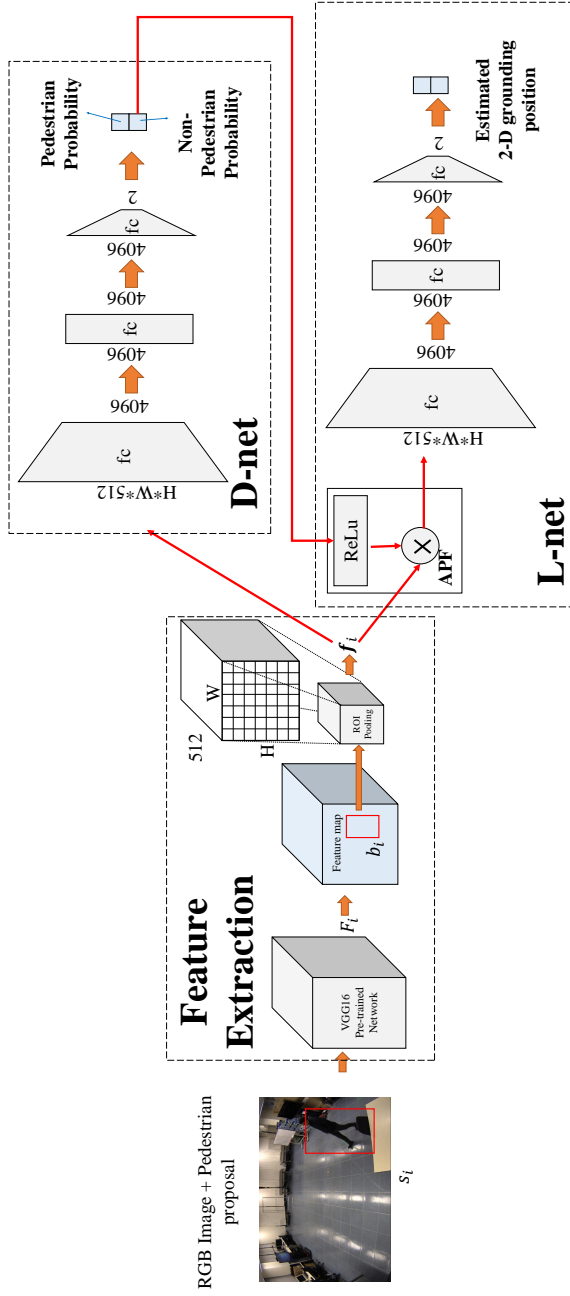 RGB Image + Pedestrian
proposal
s_i
Feature
Extraction
VGG16
Pre-trained
Network
F_i
Feature map
b_i
512
W
H
ROI
Pooling
f_i
D-net
H*W*512
fc
4096
4096
fc
4096
4096
fc
2
Pedestrian
Probability
Non-
Pedestrian
Probability
L-net
ReLu
X
APF
H*W*512
fc
4096
4096
fc
4096
4096
fc
2
Estimated
2-D grounding
position